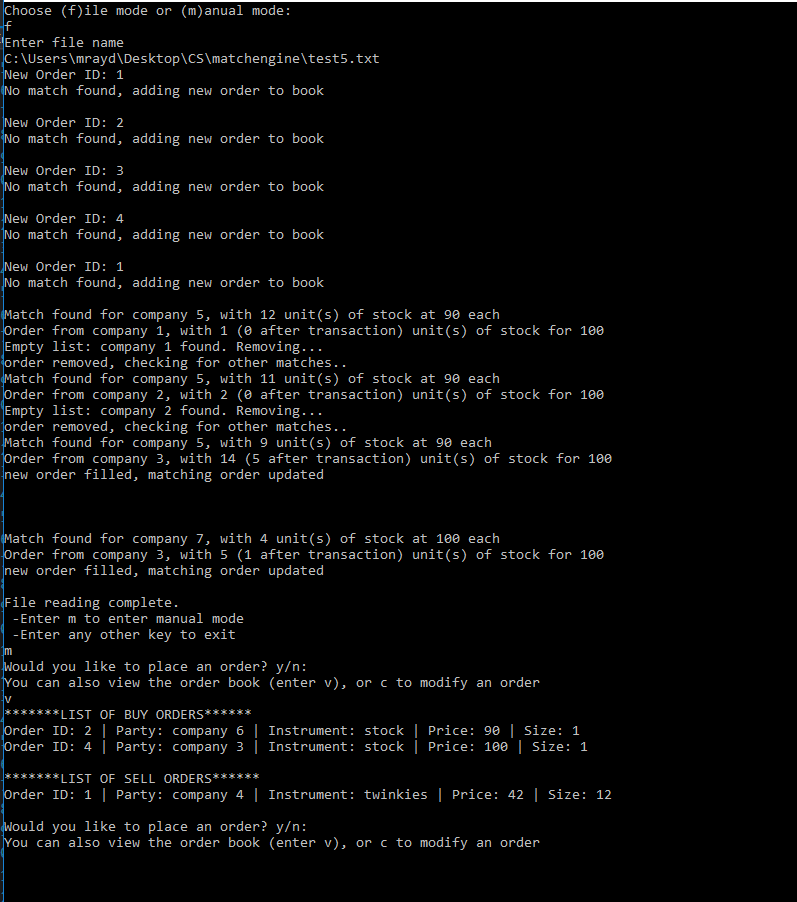 Choose (f)ile mode or (m)anual mode:
f
Enter file name
C:\Users\mrayd\Desktop\CS\matchengine\test5.txt
New Order ID: 1
No match found, adding new order to book
New Order ID: 2
No match found, adding new order to book
New Order ID: 3
No match found, adding new order to book
New Order ID: 4
No match found, adding new order to book
New Order ID: 1
No match found, adding new order to book
Match found for company 5, with 12 unit(s) of stock at 90 each
Order from company 1, with 1 (0 after transaction) unit(s) of stock for 100
Empty list: company 1 found. Removing...
order removed, checking for other matches..
Match found for company 5, with 11 unit(s) of stock at 90 each
Order from company 2, with 2 (0 after transaction) unit(s) of stock for 100
Empty list: company 2 found. Removing...
order removed, checking for other matches..
Match found for company 5, with 9 unit(s) of stock at 90 each
Order from company 3, with 14 (5 after transaction) unit(s) of stock for 100
new order filled, matching order updated
Match found for company 7, with 4 unit(s) of stock at 100 each
Order from company 3, with 5 (1 after transaction) unit(s) of stock for 100
new order filled, matching order updated
File reading complete.
-Enter m to enter manual mode
-Enter any other key to exit
m
Would you like to place an order? y/n:
You can also view the order book (enter v), or c to modify an order
v
*******LIST OF BUY ORDERS******
Order ID: 2 | Party: company 6 | Instrument: stock | Price: 90 | Size: 1
Order ID: 4 | Party: company 3 | Instrument: stock | Price: 100 | Size: 1
*******LIST OF SELL ORDERS******
Order ID: 1 | Party: company 4 | Instrument: twinkies | Price: 42 | Size: 12
Would you like to place an order? y/n:
You can also view the order book (enter v), or c to modify an order